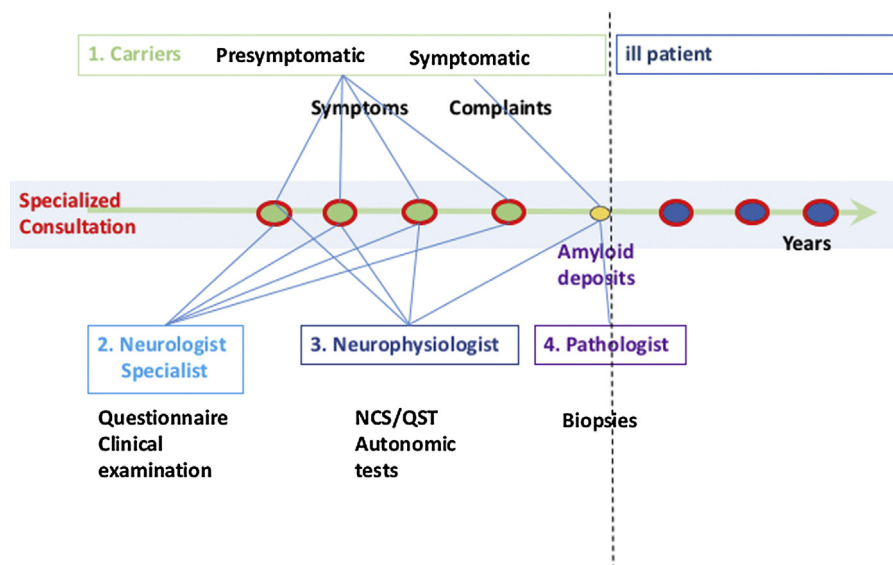 1. Carriers
Presymptomatic
Symptomatic
ill patient
Symptoms
Complaints
Specialized
Consultation
Years
Amyloid
deposits
2. Neurologist
Specialist
3. Neurophysiologist
4. Pathologist
Questionnaire
Clinical
examination
NCS/QST
Autonomic
tests
Biopsies